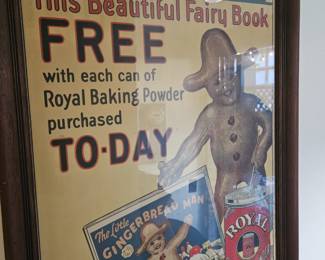 This Beautiful Fairy Book
FREE
with each can of
Royal Baking Powder
purchased
TO-DAY
The Little
GINGERBREAD MAN
ROYAL